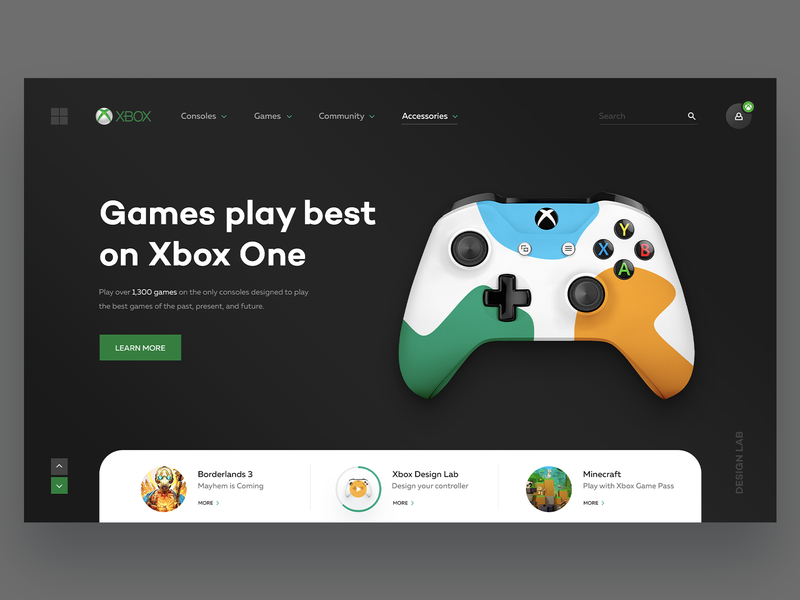 XBOX
Consoles
Games
Community
Accessories
Search
Games play best
on Xbox One
Play over 1,300 games on the only consoles designed to play
the best games of the past, present, and future.
LEARN MORE
Y
X
B
A
DESIGN LAB
Borderlands 3
Mayhem is Coming
MORE
Xbox Design Lab
Design your controller
MORE
Minecraft
Play with Xbox Game Pass
MORE